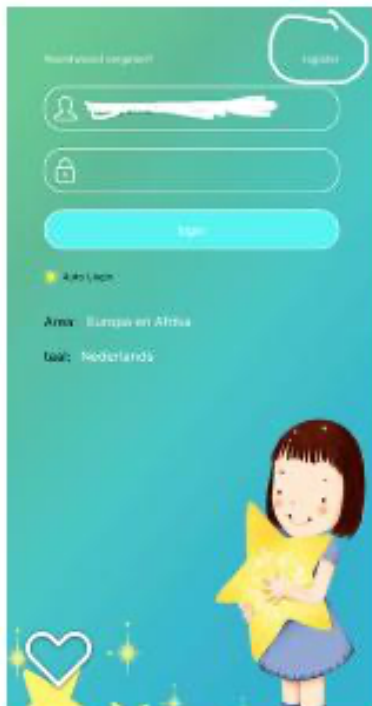 Wachtwoord vergeten? register
login
Auto Login
Area: Europa en Afrika
taal: Nederlands